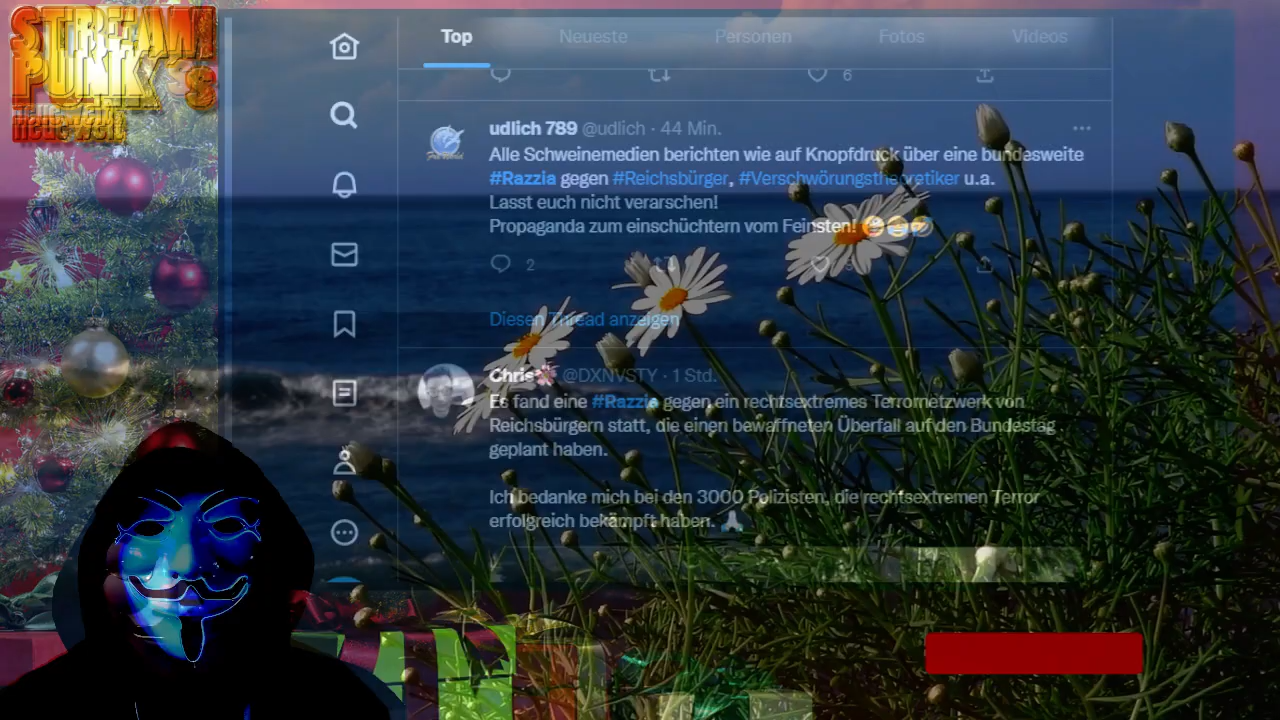 STREAM
PUNK's
neue welt
Top Neueste Personen Fotos Videos
6
udlich 789 @udlich · 44 Min.
Alle Schweinemedien berichten wie auf Knopfdruck über eine bundesweite
#Razzia gegen #Reichsbürger, #Verschwörungstheoretiker u.a.
Lasst euch nicht verarschen!
Propaganda zum einschüchtern vom Feinsten!
2
Diesen Thread anzeigen
Chris @DXNVSTY · 1 Std.
Es fand eine #Razzia gegen ein rechtsextremes Terrornetzwerk von
Reichsbürgern statt, die einen bewaffneten Überfall auf den Bundestag
geplant haben.
Ich bedanke mich bei den 3000 Polizisten, die rechtsextremen Terror
erfolgreich bekämpft haben.